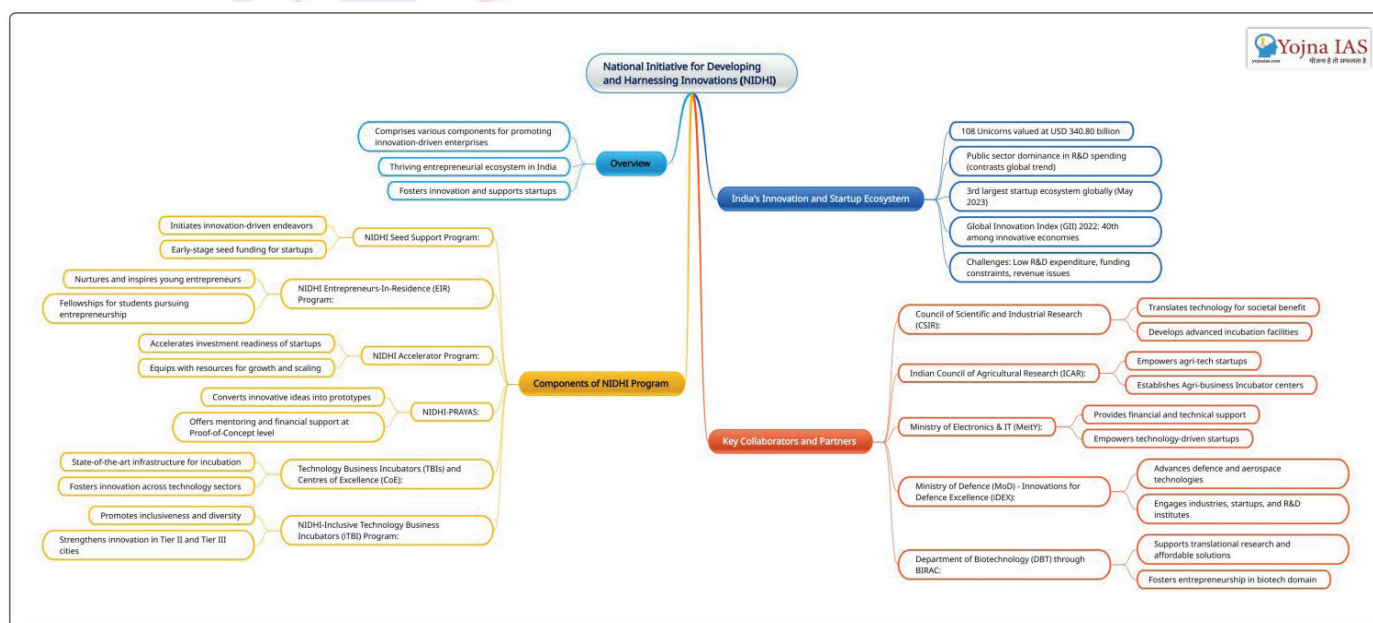 Yojna IAS
yojnaias.com
योजना है तो सफलता है
National Initiative for Developing
and Harnessing Innovations (NIDHI)
Overview
Comprises various components for promoting
innovation-driven enterprises
Thriving entrepreneurial ecosystem in India
Fosters innovation and supports startups
India's Innovation and Startup Ecosystem
108 Unicorns valued at USD 340.80 billion
Public sector dominance in R&D spending
(contrasts global trend)
3rd largest startup ecosystem globally (May
2023)
Global Innovation Index (GII) 2022: 40th
among innovative economies
Challenges: Low R&D expenditure, funding
constraints, revenue issues
Components of NIDHI Program
NIDHI Seed Support Program:
Initiates innovation-driven endeavors
Early-stage seed funding for startups
NIDHI Entrepreneurs-In-Residence (EIR)
Program:
Nurtures and inspires young entrepreneurs
Fellowships for students pursuing
entrepreneurship
NIDHI Accelerator Program:
Accelerates investment readiness of startups
Equips with resources for growth and scaling
NIDHI-PRAYAS:
Converts innovative ideas into prototypes
Offers mentoring and financial support at
Proof-of-Concept level
Technology Business Incubators (TBIs) and
Centres of Excellence (CoE):
State-of-the-art infrastructure for incubation
Fosters innovation across technology sectors
NIDHI-Inclusive Technology Business
Incubators (iTBI) Program:
Promotes inclusiveness and diversity
Strengthens innovation in Tier II and Tier III
cities
Key Collaborators and Partners
Council of Scientific and Industrial Research
(CSIR):
Translates technology for societal benefit
Develops advanced incubation facilities
Indian Council of Agricultural Research (ICAR):
Empowers agri-tech startups
Establishes Agri-business Incubator centers
Ministry of Electronics & IT (MeitY):
Provides financial and technical support
Empowers technology-driven startups
Ministry of Defence (MoD) - Innovations for
Defence Excellence (iDEX):
Advances defence and aerospace
technologies
Engages industries, startups, and R&D
institutes
Department of Biotechnology (DBT) through
BIRAC:
Supports translational research and
affordable solutions
Fosters entrepreneurship in biotech domain